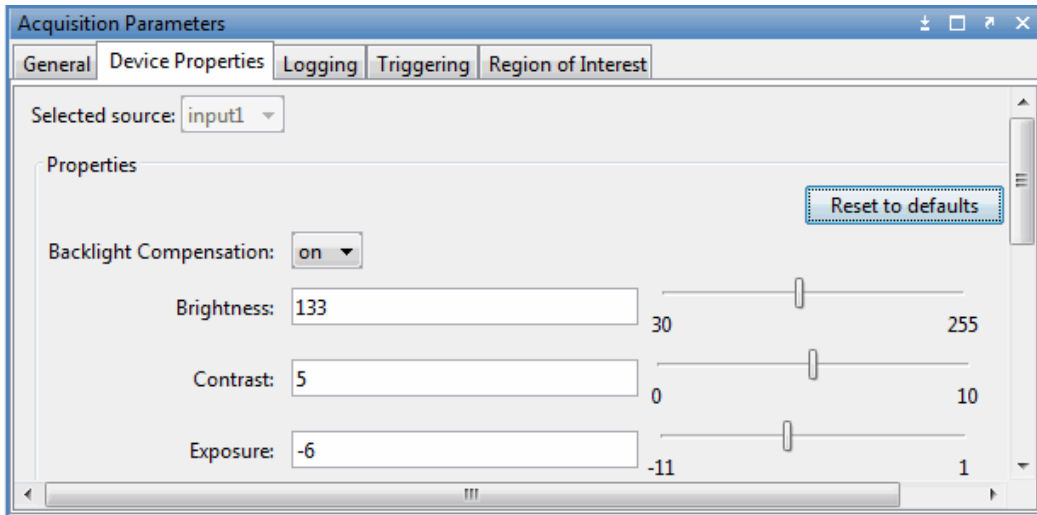 Acquisition Parameters
General Device Properties Logging Triggering Region of Interest
Selected source: input1
Properties
Reset to defaults
Backlight Compensation: on
Brightness: 133
30 255
Contrast: 5
0 10
Exposure: -6
-11 1